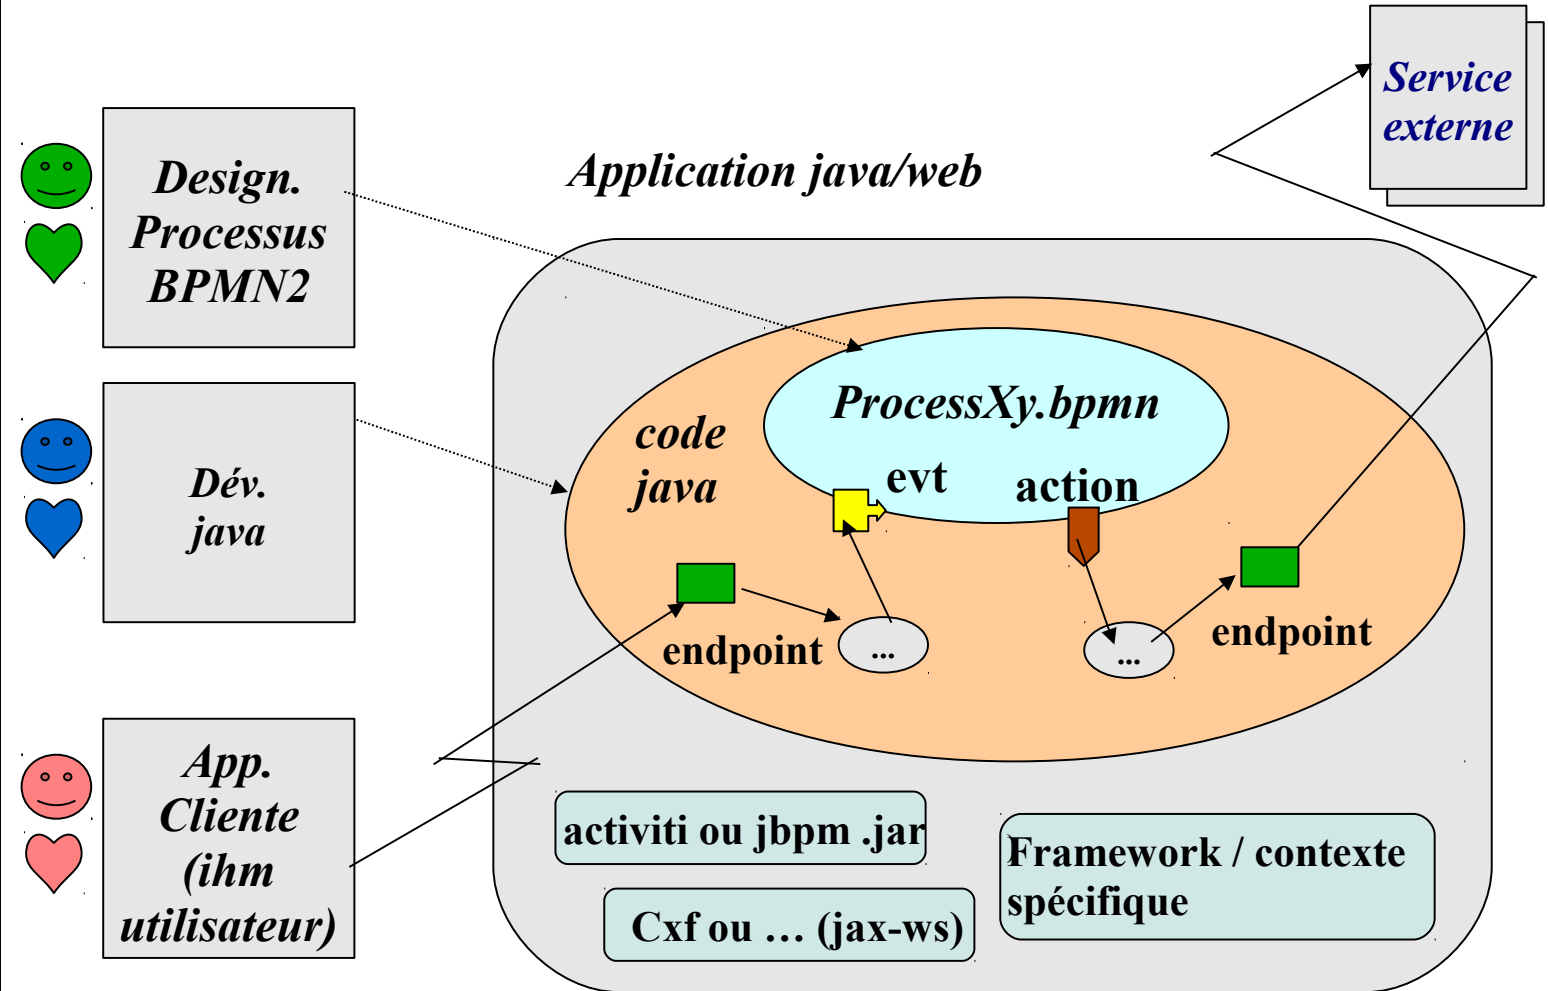 Service
externe
Application java/web
Design.
Processus
BPMN2
ProcessXy.bpmn
code
java
evt
action
Dév.
java
endpoint
...
...
endpoint
App.
Cliente
(ihm
utilisateur)
activiti ou jbpm .jar
Framework / contexte
spécifique
Cxf ou … (jax-ws)